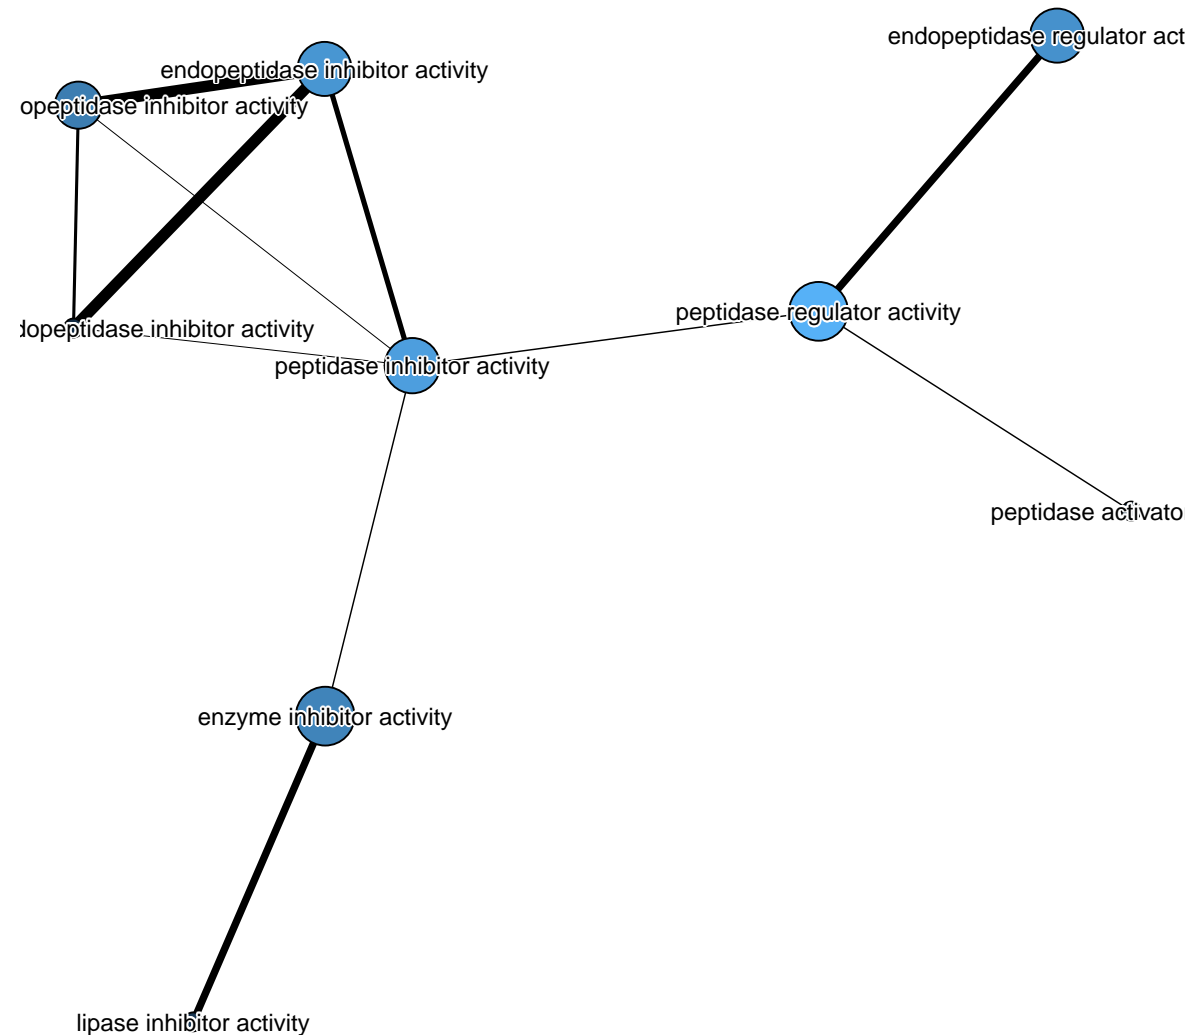 endopeptidase regulator act
endopeptidase inhibitor activity
opeptidase inhibitor activity
peptidase regulator activity
dopeptidase inhibitor activity
peptidase inhibitor activity
peptidase activato
enzyme inhibitor activity
lipase inhibitor activity